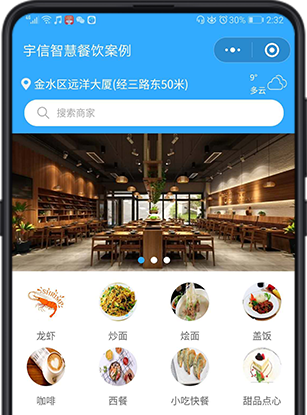 30% 2:32
宇信智慧餐饮案例
金水区远洋大厦(经三路东50米)
9°
多云
搜索商家
龙虾
炒面
烩面
盖饭
咖啡
西餐
小吃快餐
甜品点心